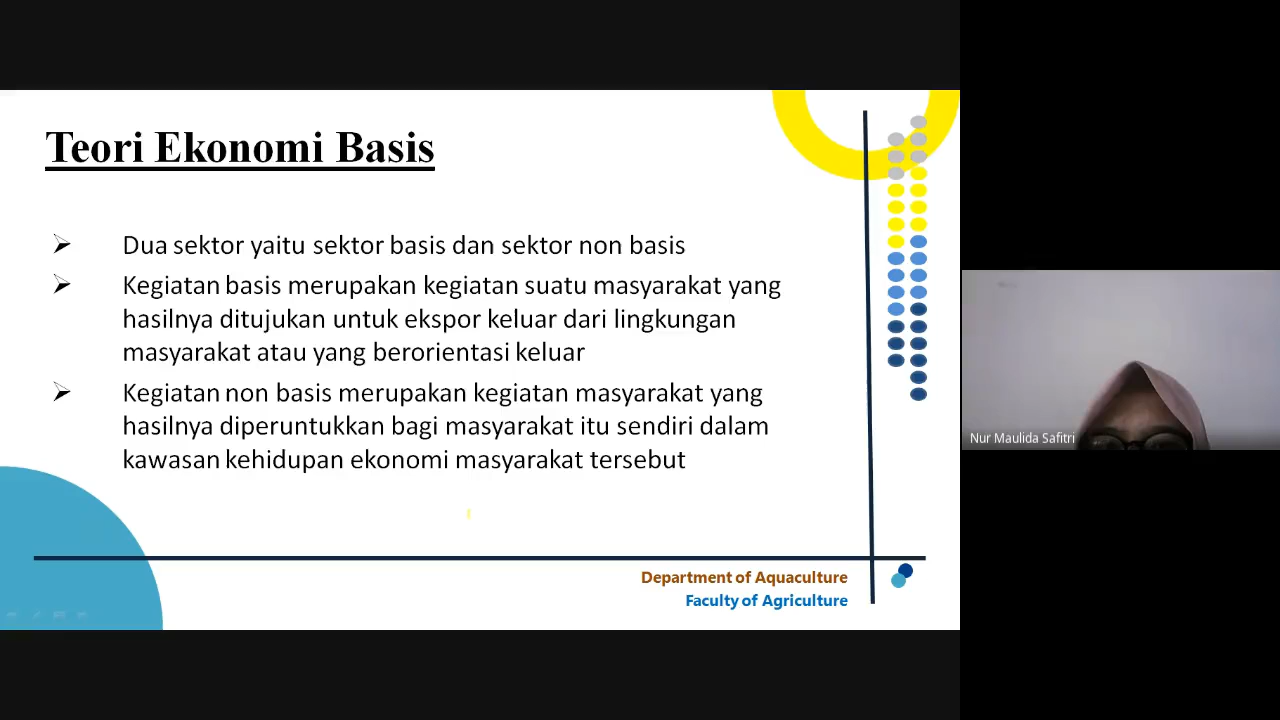 Teori Ekonomi Basis
Dua sektor yaitu sektor basis dan sektor non basis
Kegiatan basis merupakan kegiatan suatu masyarakat yang
hasilnya ditujukan untuk ekspor keluar dari lingkungan
masyarakat atau yang berorientasi keluar
Kegiatan non basis merupakan kegiatan masyarakat yang
hasilnya diperuntukkan bagi masyarakat itu sendiri dalam
kawasan kehidupan ekonomi masyarakat tersebut
Department of Aquaculture
Faculty of Agriculture
Nur Maulida Safitri